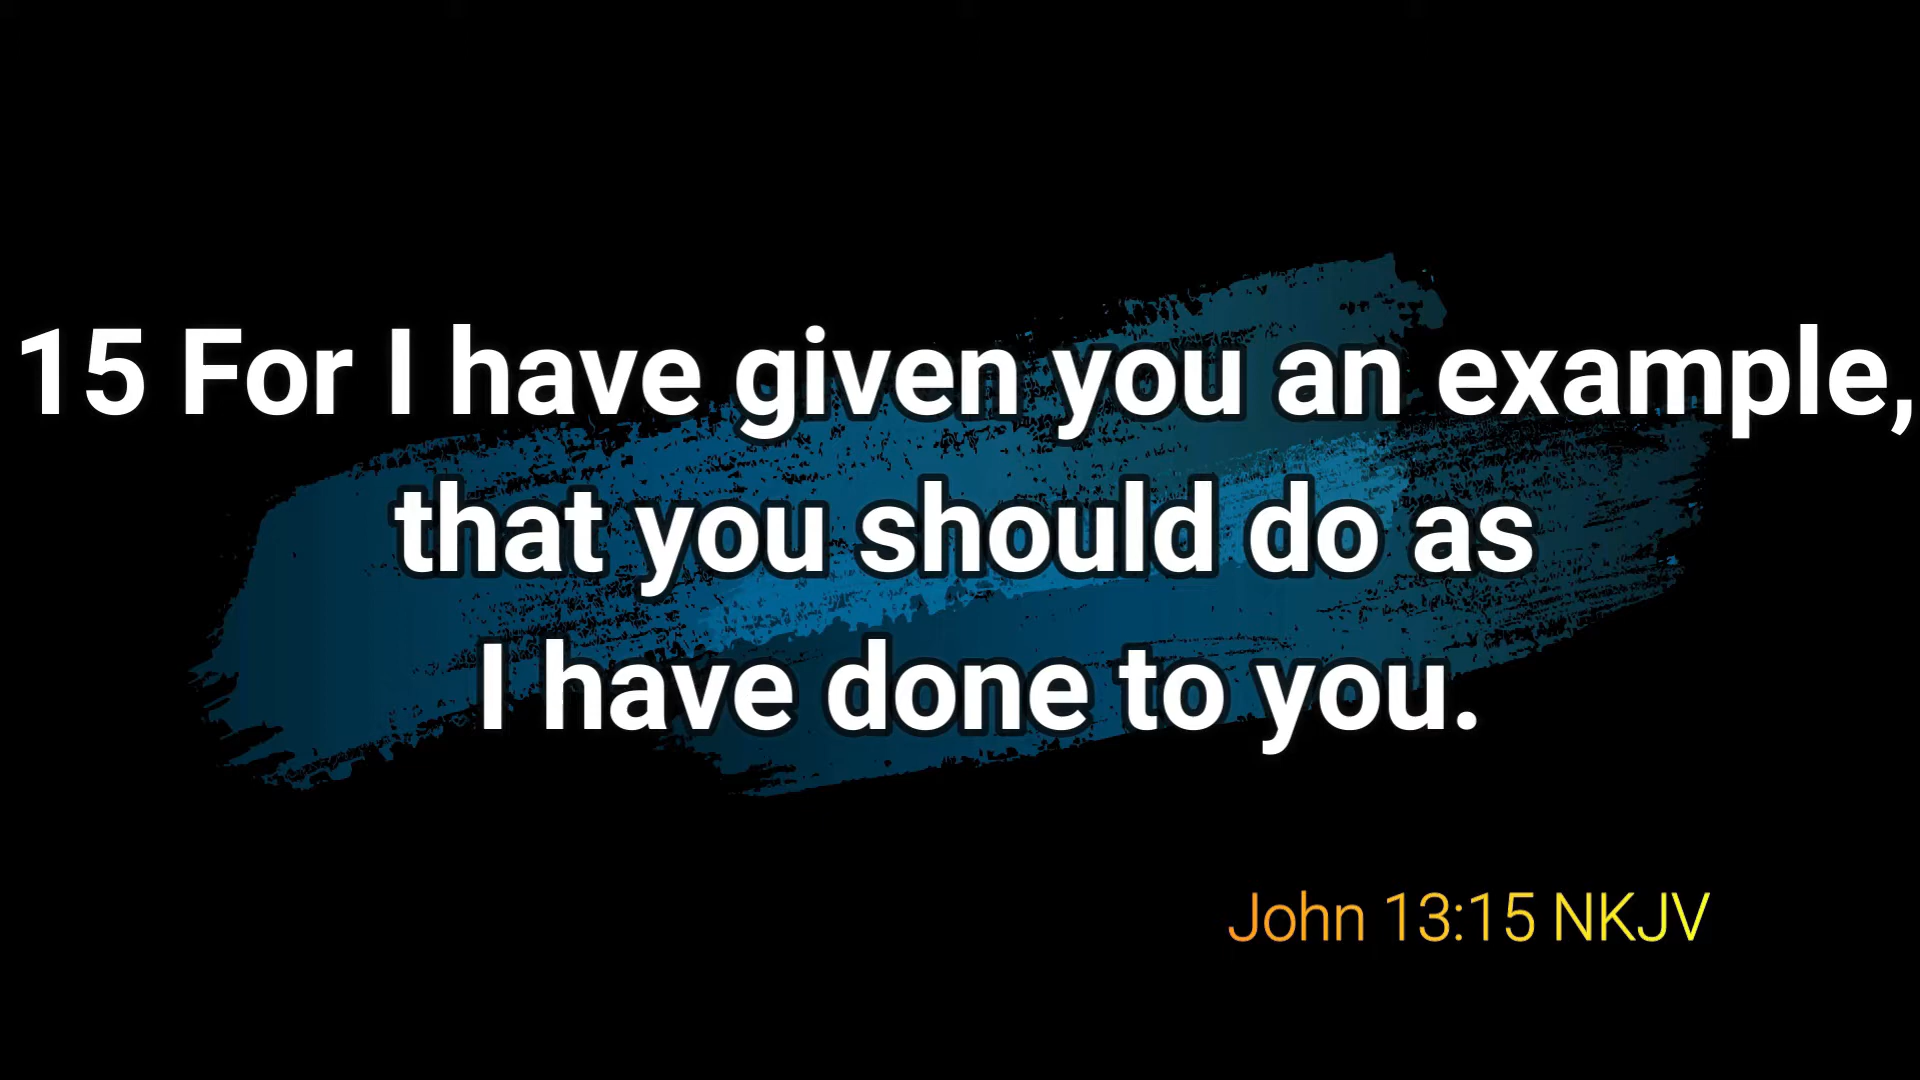 15 For I have given you an example,
that you should do as
I have done to you.
John 13:15 NKJV